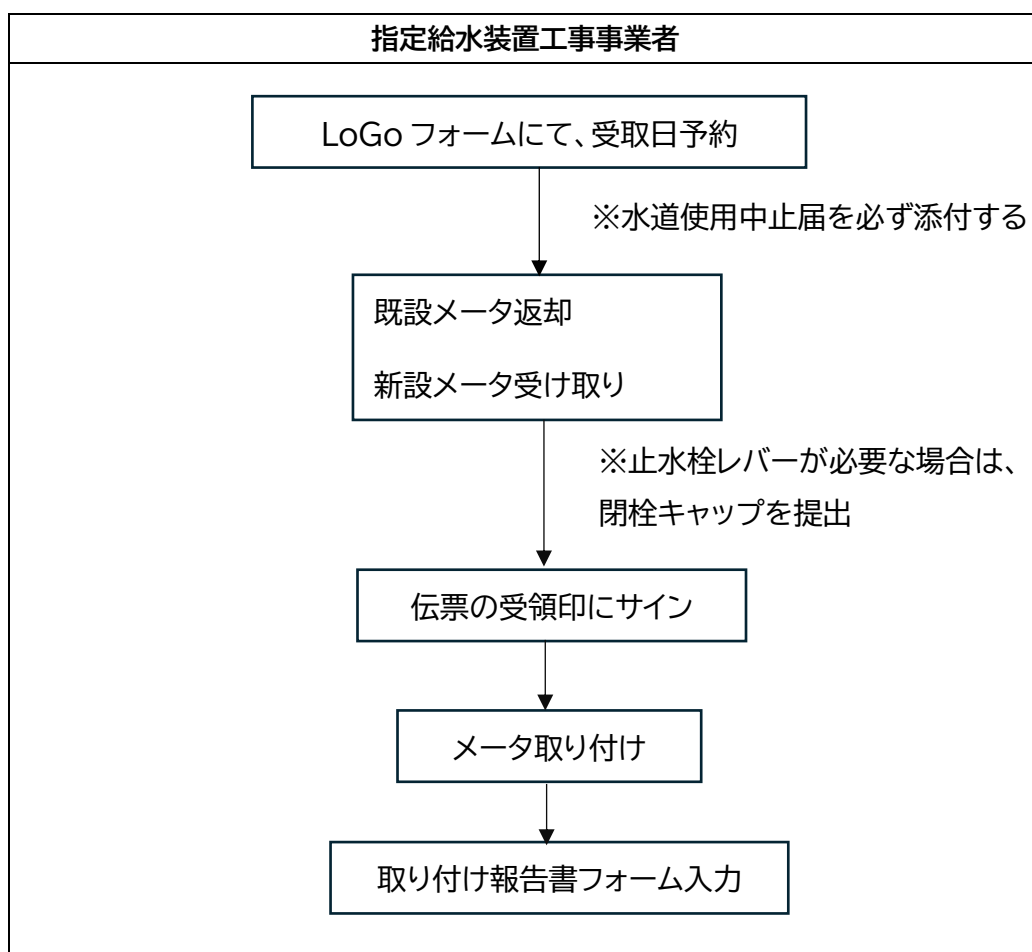 指定給水装置工事事業者
LoGo フォームにて、受取日予約
※水道使用中止届を必ず添付する
既設メータ返却
新設メータ受け取り
※止水栓レバーが必要な場合は、
閉栓キャップを提出
伝票の受領印にサイン
メータ取り付け
取り付け報告書フォーム入力